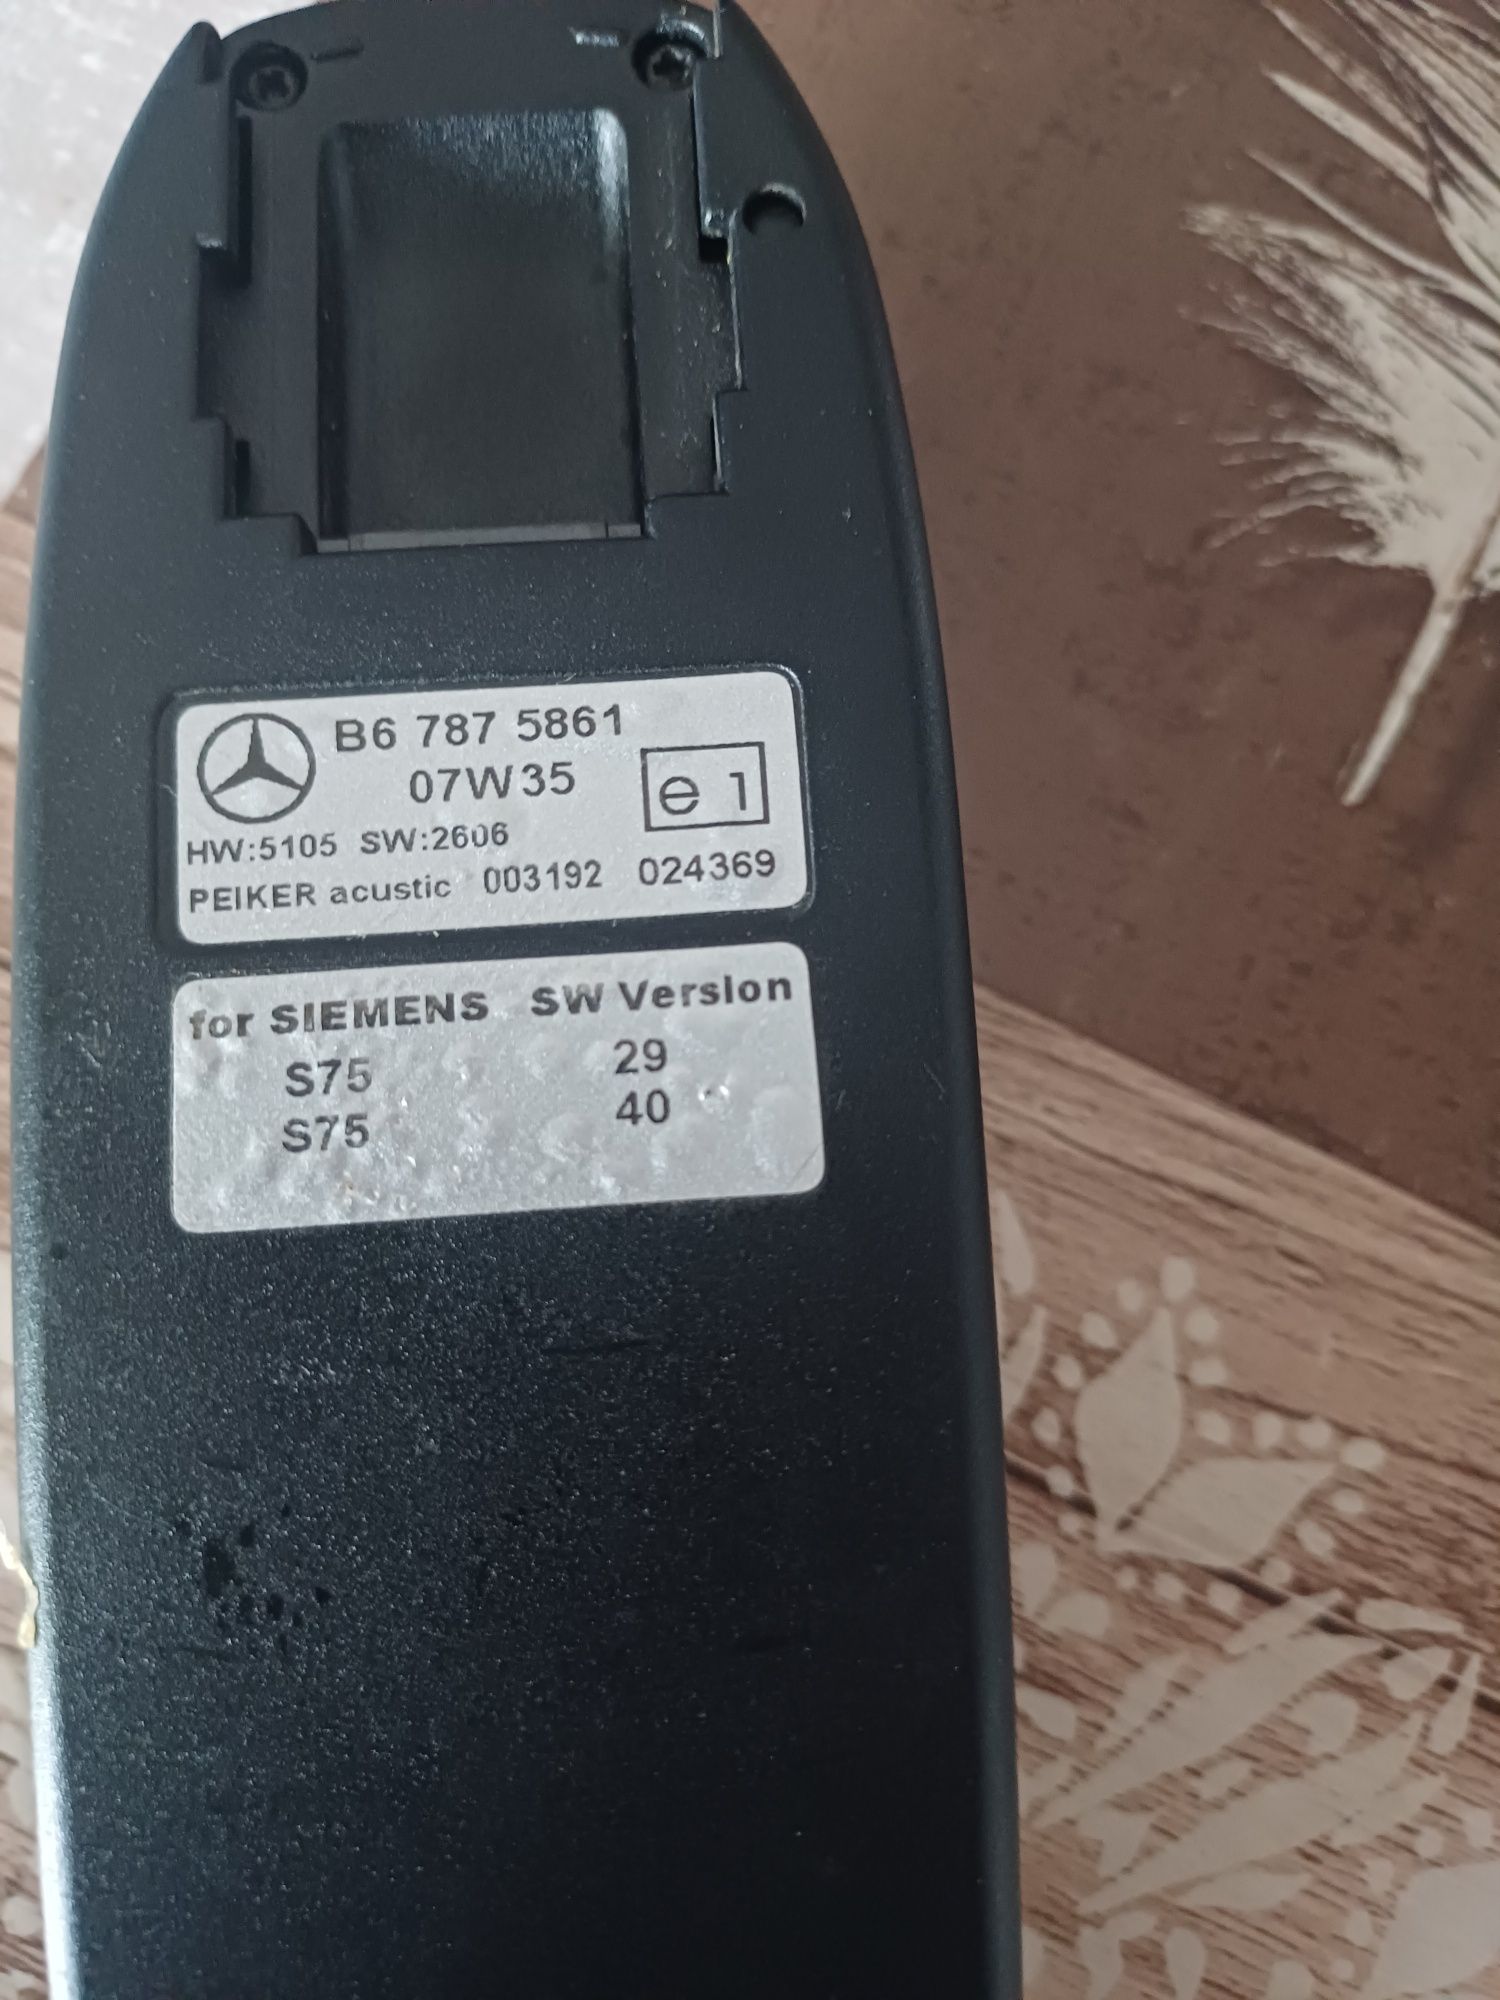 B6 787 5861
07W35
e1
HW:5105 SW:2606
PEIKER acustic 003192 024369
for SIEMENS SW Version
S75 29
S75 40